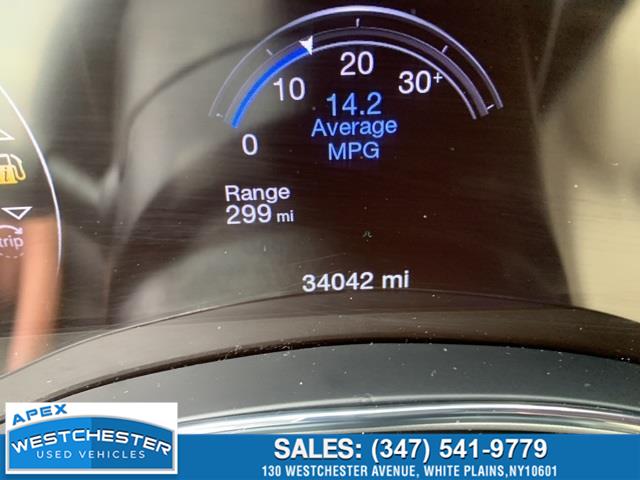 10
20
30+
14.2
Average
MPG
0
Range
299 mi
trip
34042 mi
APEX
WESTCHESTER
USED VEHICLES
SALES: (347) 541-9779
130 WESTCHESTER AVENUE, WHITE PLAINS,NY10601